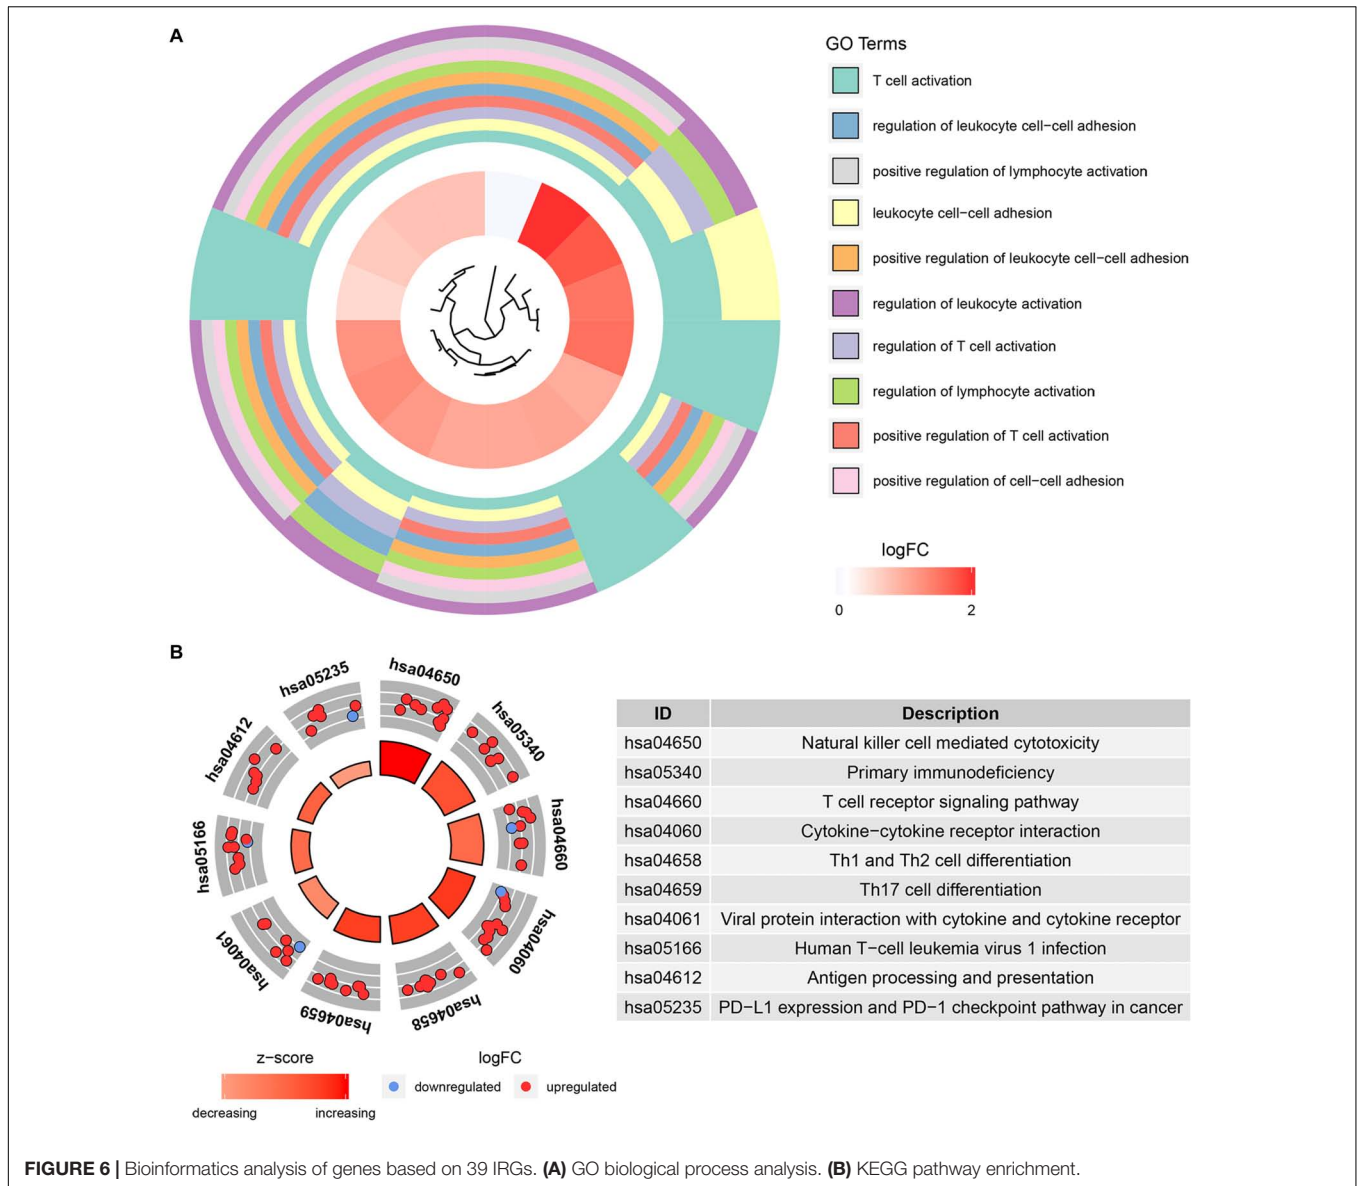 A
GO Terms
T cell activation
regulation of leukocyte cell−cell adhesion
positive regulation of lymphocyte activation
leukocyte cell−cell adhesion
positive regulation of leukocyte cell−cell adhesion
regulation of leukocyte activation
regulation of T cell activation
regulation of lymphocyte activation
positive regulation of T cell activation
positive regulation of cell−cell adhesion
logFC
0 2
B
hsa04650
hsa05340
hsa04660
hsa04060
hsa04658
hsa04659
hsa04061
hsa05166
hsa04612
hsa05235
ID Description
hsa04650 Natural killer cell mediated cytotoxicity
hsa05340 Primary immunodeficiency
hsa04660 T cell receptor signaling pathway
hsa04060 Cytokine−cytokine receptor interaction
hsa04658 Th1 and Th2 cell differentiation
hsa04659 Th17 cell differentiation
hsa04061 Viral protein interaction with cytokine and cytokine receptor
hsa05166 Human T−cell leukemia virus 1 infection
hsa04612 Antigen processing and presentation
hsa05235 PD−L1 expression and PD−1 checkpoint pathway in cancer
z−score logFC
downregulated upregulated
decreasing increasing
FIGURE 6 | Bioinformatics analysis of genes based on 39 IRGs. (A) GO biological process analysis. (B) KEGG pathway enrichment.